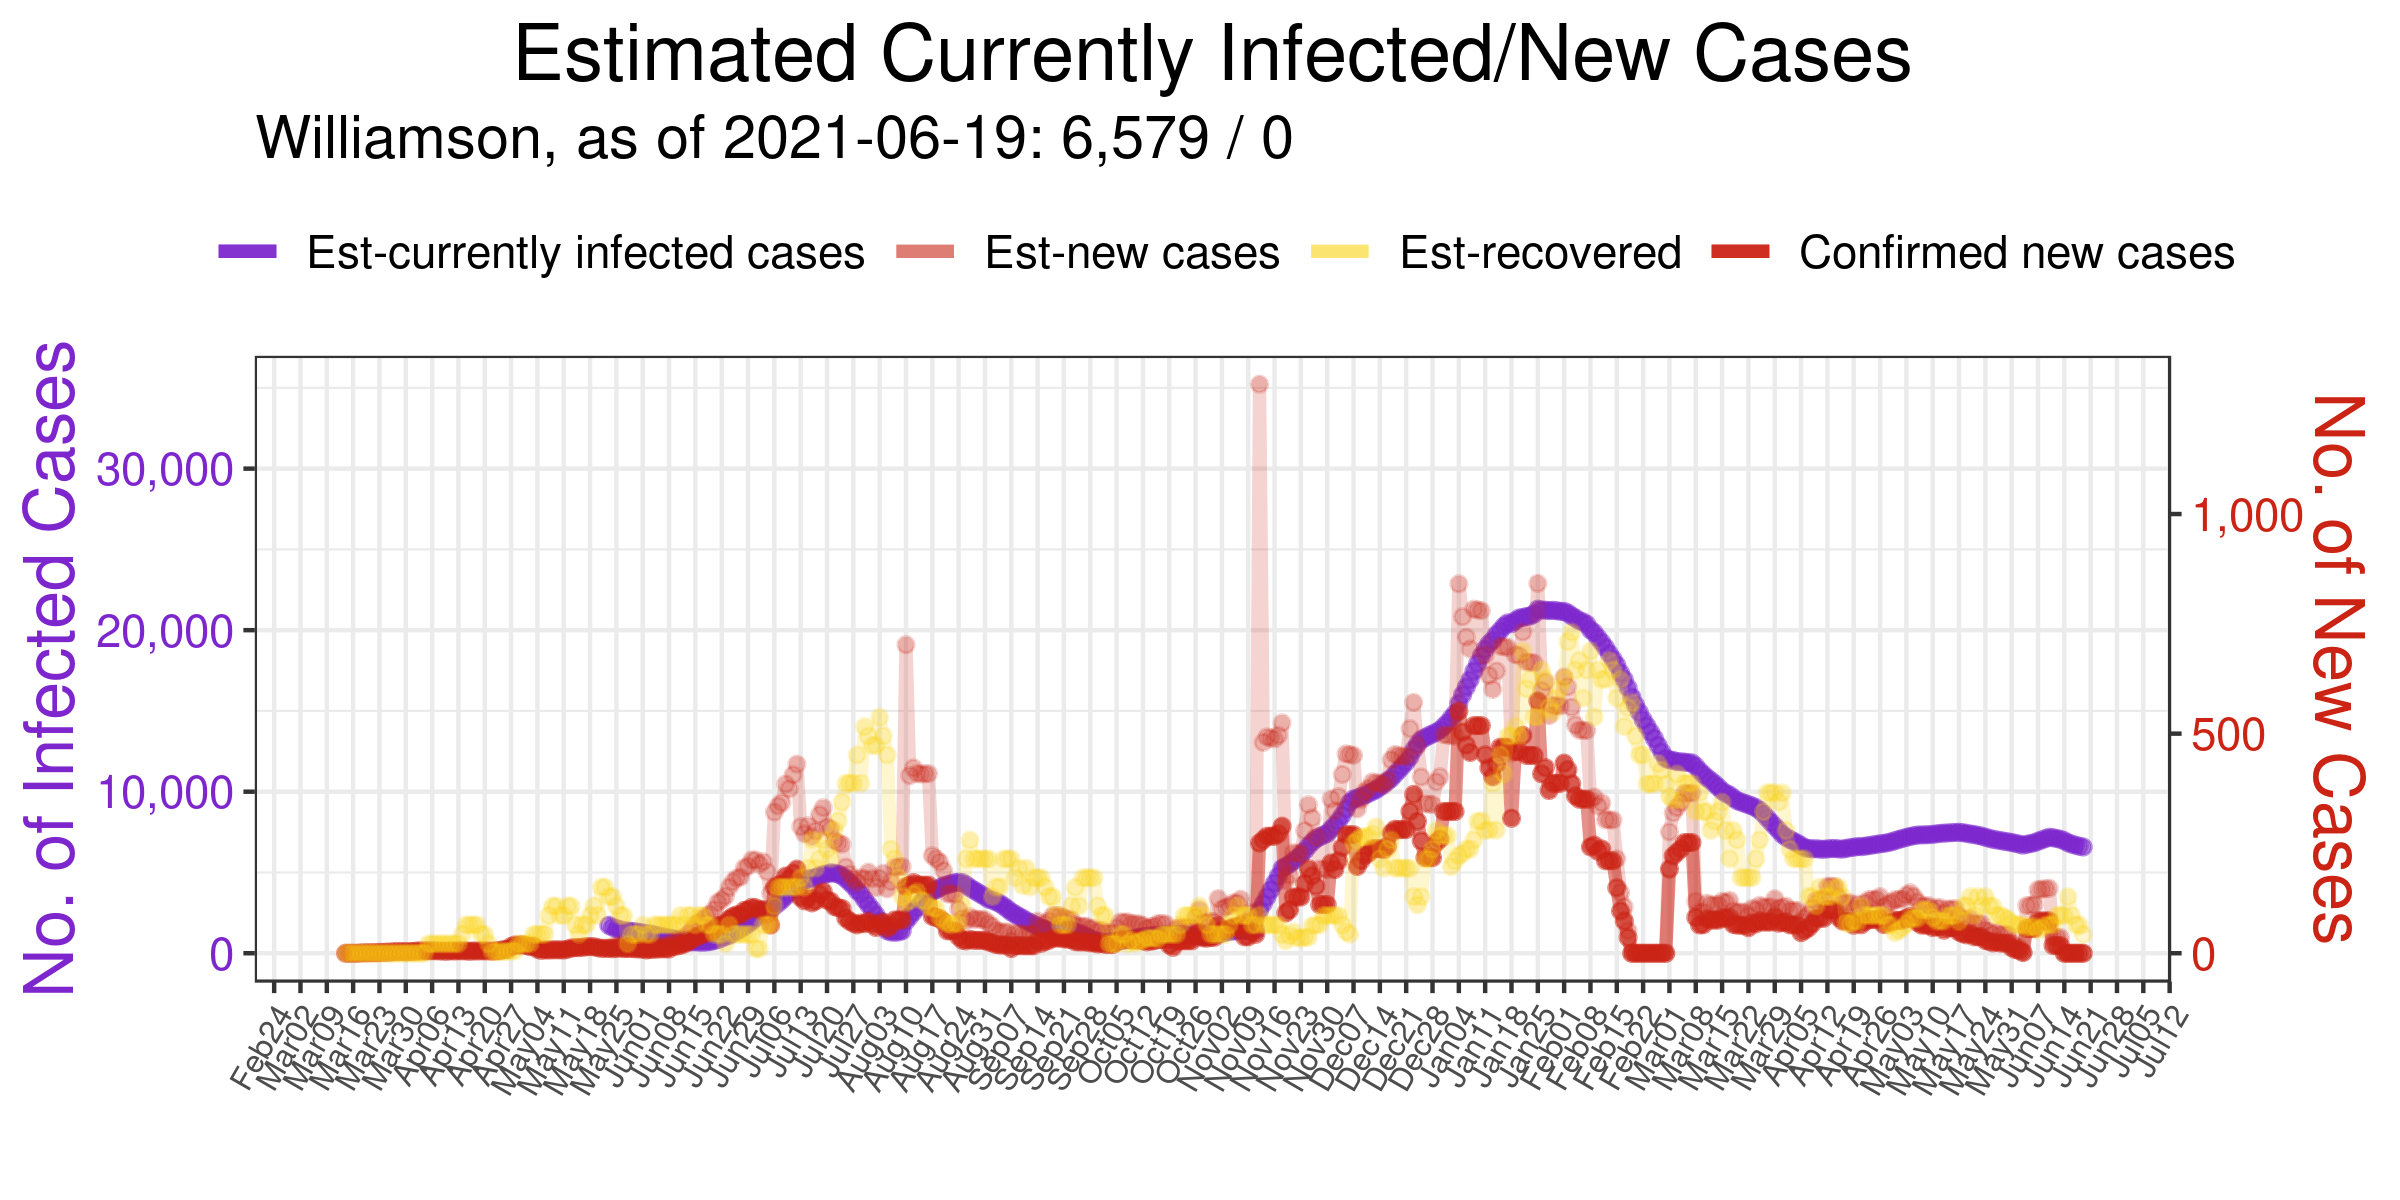 Estimated Currently Infected/New Cases
Williamson, as of 2021-06-19: 6,579 / 0
Est-currently infected cases
Est-new cases
Est-recovered
Confirmed new cases
No. of Infected Cases
30,000
20,000
10,000
0
1,000
500
0
No. of New Cases
Feb24
Mar02
Mar09
Mar16
Mar23
Mar30
Apr06
Apr13
Apr20
Apr27
May04
May11
May18
May25
Jun01
Jun08
Jun15
Jun22
Jun29
Jul06
Jul13
Jul20
Jul27
Aug03
Aug10
Aug17
Aug24
Aug31
Sep07
Sep14
Sep21
Sep28
Oct05
Oct12
Oct19
Oct26
Nov02
Nov09
Nov16
Nov23
Nov30
Dec07
Dec14
Dec21
Dec28
Jan04
Jan11
Jan18
Jan25
Feb01
Feb08
Feb15
Feb22
Mar01
Mar08
Mar15
Mar22
Mar29
Apr05
Apr12
Apr19
Apr26
May03
May10
May17
May24
May31
Jun07
Jun14
Jun21
Jun28
Jul05
Jul12